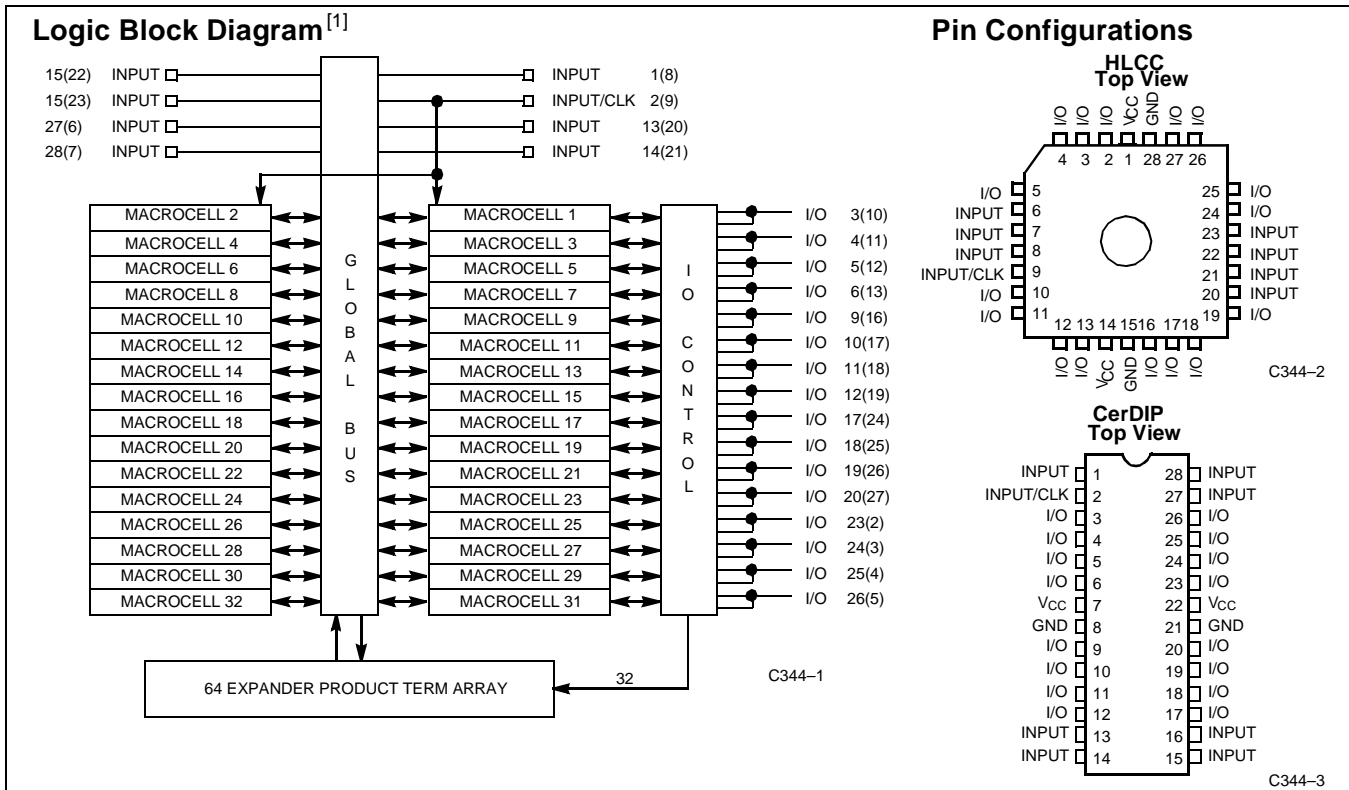 Logic Block Diagram[1]
15(22) INPUT
15(23) INPUT
27(6) INPUT
28(7) INPUT
INPUT 1(8)
INPUT/CLK 2(9)
INPUT 13(20)
INPUT 14(21)
MACROCELL 2
MACROCELL 4
MACROCELL 6
MACROCELL 8
MACROCELL 10
MACROCELL 12
MACROCELL 14
MACROCELL 16
MACROCELL 18
MACROCELL 20
MACROCELL 22
MACROCELL 24
MACROCELL 26
MACROCELL 28
MACROCELL 30
MACROCELL 32
GLOBAL BUS
MACROCELL 1
MACROCELL 3
MACROCELL 5
MACROCELL 7
MACROCELL 9
MACROCELL 11
MACROCELL 13
MACROCELL 15
MACROCELL 17
MACROCELL 19
MACROCELL 21
MACROCELL 23
MACROCELL 25
MACROCELL 27
MACROCELL 29
MACROCELL 31
IO CONTROL
I/O 3(10)
I/O 4(11)
I/O 5(12)
I/O 6(13)
I/O 9(16)
I/O 10(17)
I/O 11(18)
I/O 12(19)
I/O 17(24)
I/O 18(25)
I/O 19(26)
I/O 20(27)
I/O 23(2)
I/O 24(3)
I/O 25(4)
I/O 26(5)
64 EXPANDER PRODUCT TERM ARRAY
32
C344–1
Pin Configurations
HLCC
Top View
I/O I/O I/O VCC GND I/O I/O
4 3 2 1 28 27 26
I/O 5
INPUT 6
INPUT 7
INPUT 8
INPUT/CLK 9
I/O 10
I/O 11
25 I/O
24 I/O
23 INPUT
22 INPUT
21 INPUT
20 INPUT
19 I/O
12 13 14 15 16 17 18
I/O I/O VCC GND I/O I/O I/O
C344–2
CerDIP
Top View
INPUT 1 28 INPUT
INPUT/CLK 2 27 INPUT
I/O 3 26 I/O
I/O 4 25 I/O
I/O 5 24 I/O
I/O 6 23 I/O
VCC 7 22 VCC
GND 8 21 GND
I/O 9 20 I/O
I/O 10 19 I/O
I/O 11 18 I/O
I/O 12 17 I/O
INPUT 13 16 INPUT
INPUT 14 15 INPUT
C344–3